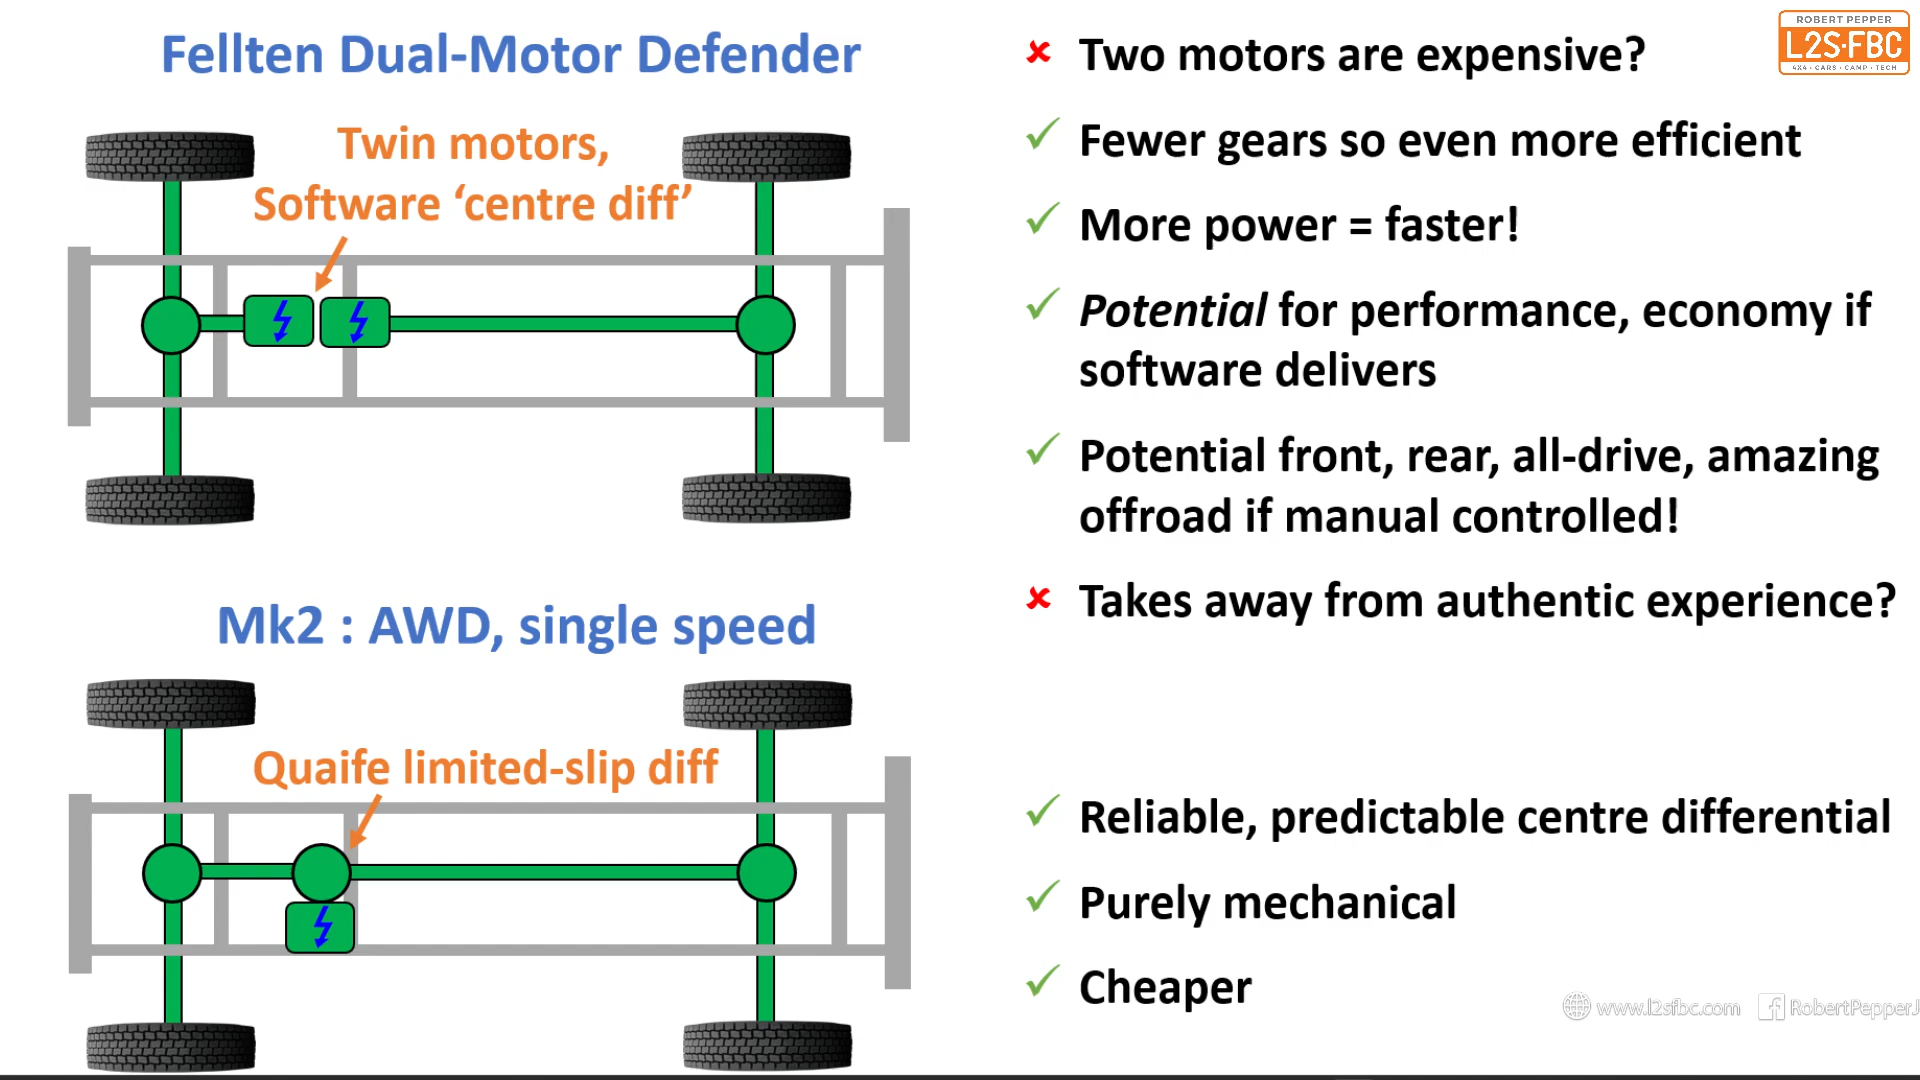 Fellten Dual-Motor Defender
Twin motors,
Software ‘centre diff’
Two motors are expensive?
Fewer gears so even more efficient
More power = faster!
Potential for performance, economy if
software delivers
Potential front, rear, all-drive, amazing
offroad if manual controlled!
Takes away from authentic experience?
ROBERT PEPPER
L2S·FBC
4X4 • CARS • CAMP • TECH
Mk2 : AWD, single speed
Quaife limited-slip diff
Reliable, predictable centre differential
Purely mechanical
Cheaper
www.l2sfbc.com
RobertPepperJ